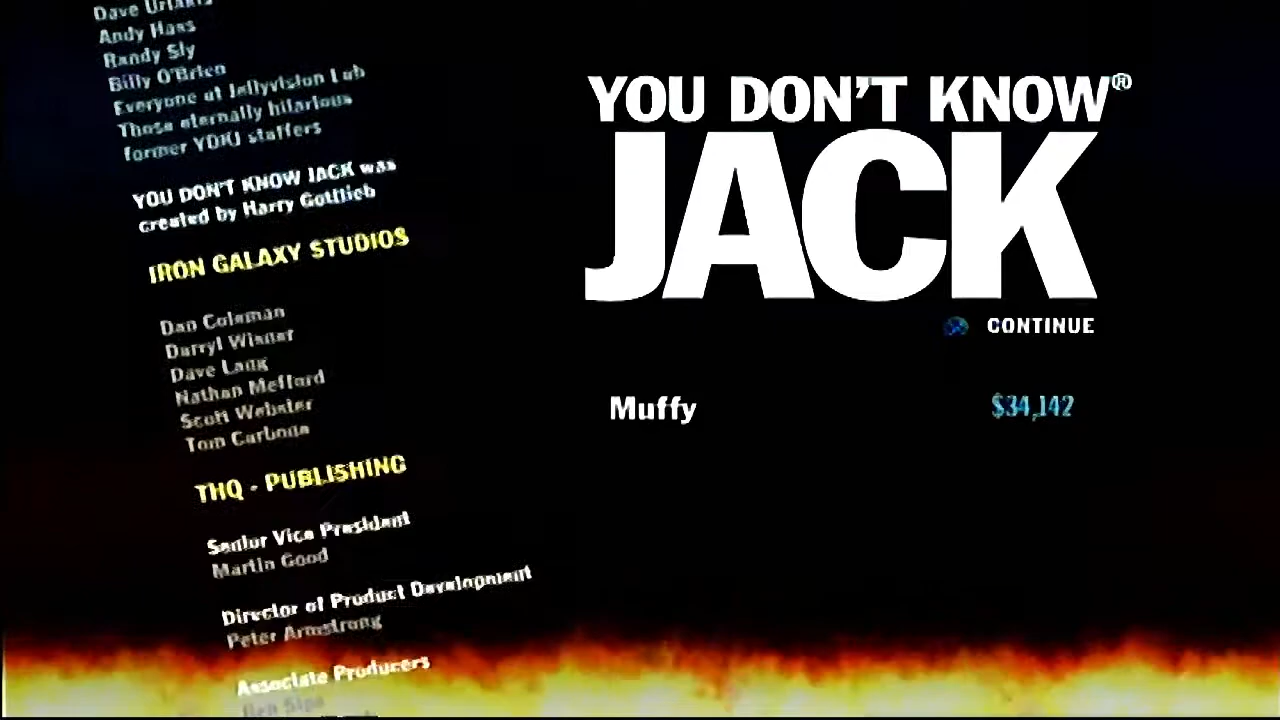 Dave
Andy Hass
Randy Sly
Billy O'Brien
Everyone at Jellyvision Lab
Those eternally hilarious
former YDKJ staffers
YOU DON'T KNOW JACK was
created by Harry Gottlieb
IRON GALAXY STUDIOS
Dan Coleman
Darryl Wisner
Dave Lang
Nathan Mefford
Scott Webster
Tom Carbone
THQ - PUBLISHING
Senior Vice President
Martin Good
Director of Product Development
Peter Armstrong
Associate Producers
Ben
YOU DON'T KNOW®
JACK
CONTINUE
Muffy $34,142